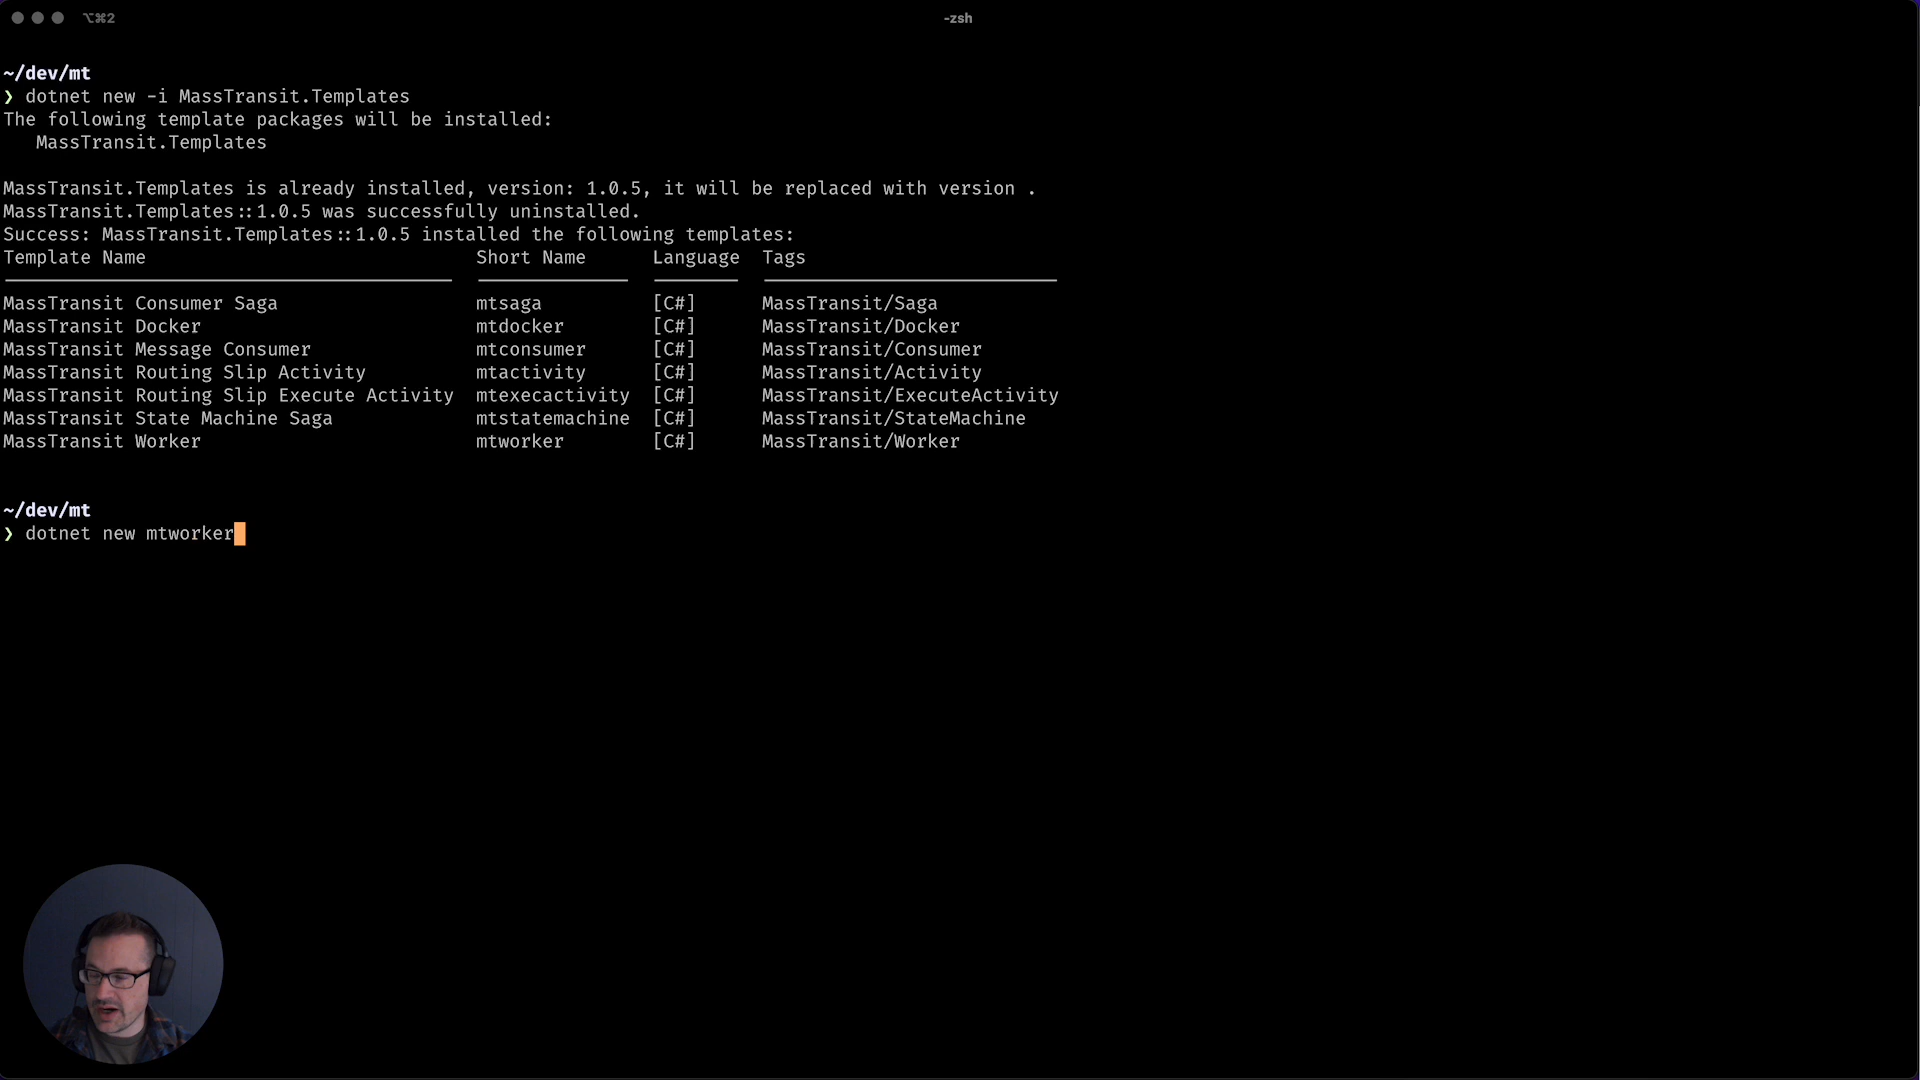 ⌥⌘2
-zsh
~/dev/mt
❯ dotnet new -i MassTransit.Templates
The following template packages will be installed:
   MassTransit.Templates
MassTransit.Templates is already installed, version: 1.0.5, it will be replaced with version .
MassTransit.Templates::1.0.5 was successfully uninstalled.
Success: MassTransit.Templates::1.0.5 installed the following templates:
Template Name                              Short Name      Language  Tags
MassTransit Consumer Saga                  mtsaga          [C#]      MassTransit/Saga
MassTransit Docker                         mtdocker        [C#]      MassTransit/Docker
MassTransit Message Consumer               mtconsumer      [C#]      MassTransit/Consumer
MassTransit Routing Slip Activity          mtactivity      [C#]      MassTransit/Activity
MassTransit Routing Slip Execute Activity  mtexecactivity  [C#]      MassTransit/ExecuteActivity
MassTransit State Machine Saga             mtstatemachine  [C#]      MassTransit/StateMachine
MassTransit Worker                         mtworker        [C#]      MassTransit/Worker
~/dev/mt
❯ dotnet new mtworker